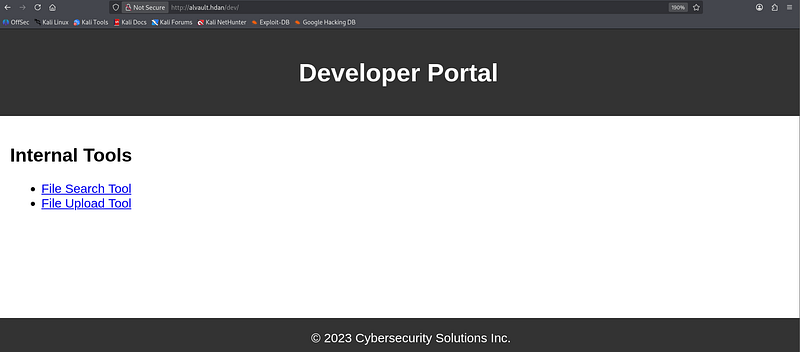 Not Secure http://alvault.hdan/dev/ 190%
OffSec Kali Linux Kali Tools Kali Docs Kali Forums Kali NetHunter Exploit-DB Google Hacking DB
Developer Portal
Internal Tools
File Search Tool
File Upload Tool
© 2023 Cybersecurity Solutions Inc.